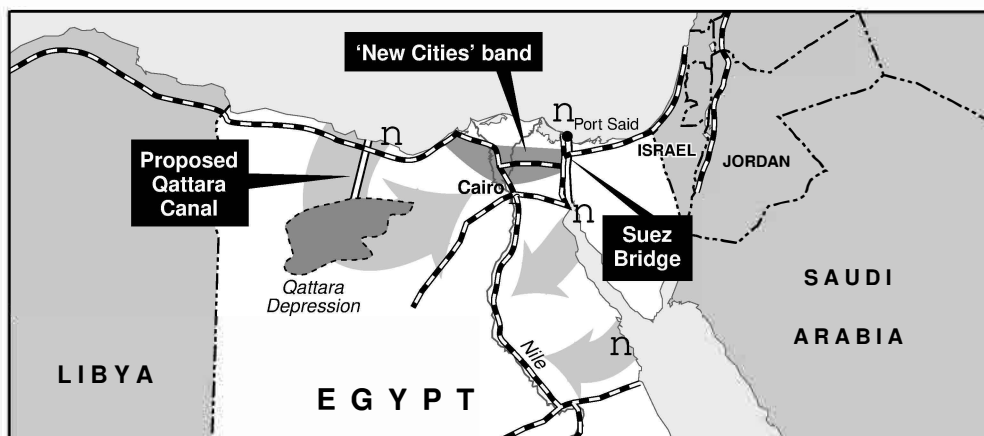 'New Cities' band
n
n
Port Said
ISRAEL
JORDAN
Proposed
Qattara
Canal
Cairo
n
Suez
Bridge
Qattara
Depression
SAUDI
ARABIA
n
Nile
LIBYA
EGYPT